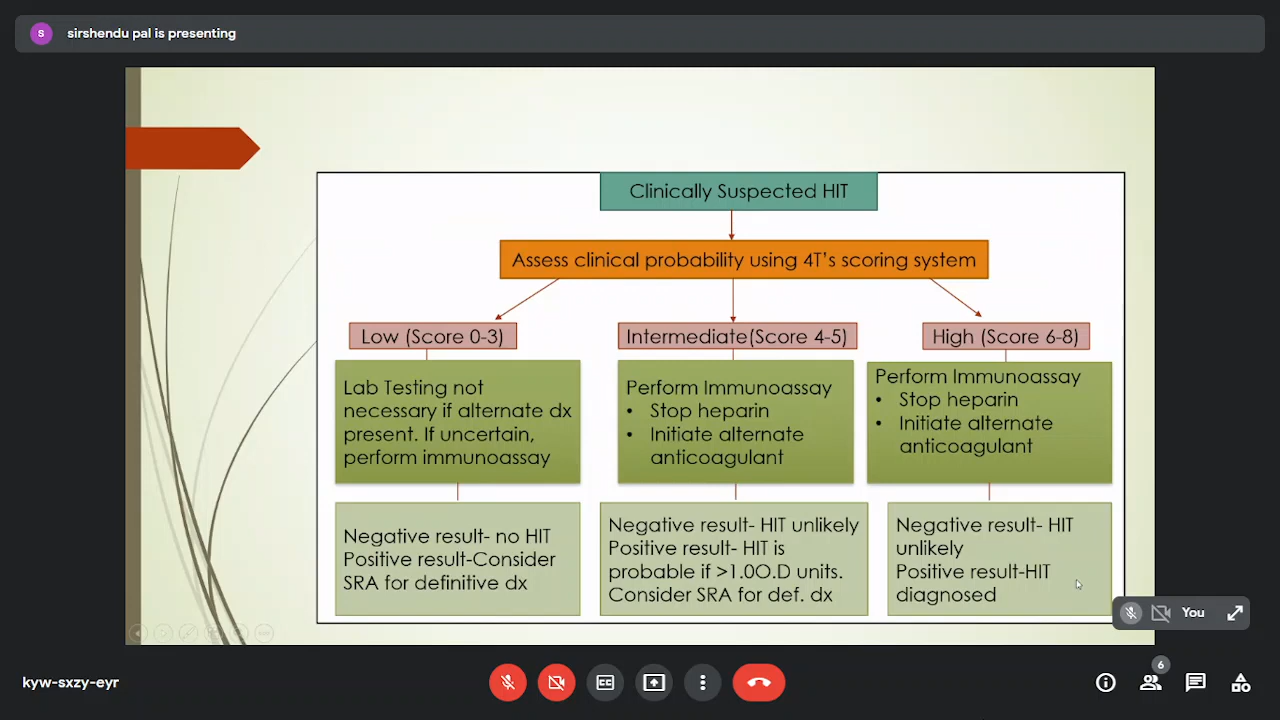 S
sirshendu pal is presenting
Clinically Suspected HIT
Assess clinical probability using 4T's scoring system
Low (Score 0-3)
Intermediate(Score 4-5)
High (Score 6-8)
Lab Testing not
necessary if alternate dx
present. If uncertain,
perform immunoassay
Perform Immunoassay
• Stop heparin
• Initiate alternate
anticoagulant
Perform Immunoassay
• Stop heparin
• Initiate alternate
anticoagulant
Negative result- no HIT
Positive result-Consider
SRA for definitive dx
Negative result- HIT unlikely
Positive result- HIT is
probable if >1.0O.D units.
Consider SRA for def. dx
Negative result- HIT
unlikely
Positive result-HIT
diagnosed
You
kyw-sxzy-eyr
CC
6